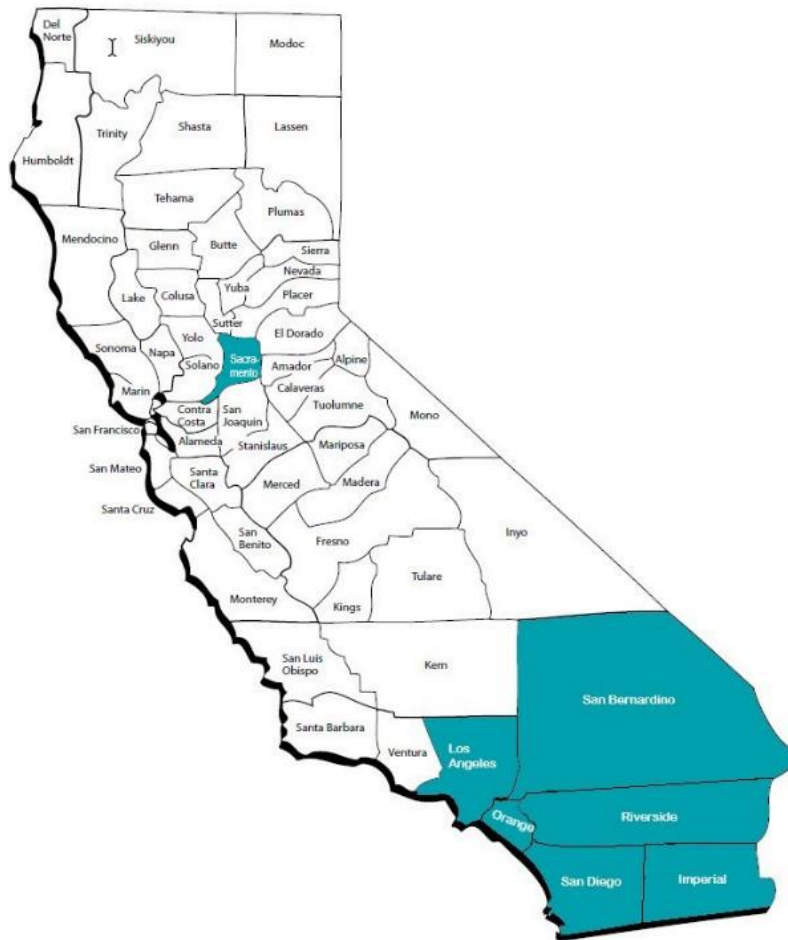 Del
Norte
Siskiyou
Modoc
Trinity
Shasta
Lassen
Humboldt
Tehama
Plumas
Mendocino
Glenn
Butte
Sierra
Nevada
Yuba
Placer
Lake
Colusa
Sutter
El Dorado
Sonoma
Napa
Yolo
Solano
Sacra-
mento
Amador
Alpine
Calaveras
Marin
Tuolumne
Mono
Contra
Costa
San
Joaquin
San Francisco
Alameda
Stanislaus
Mariposa
San Mateo
Santa
Clara
Merced
Madera
Santa Cruz
San
Benito
Fresno
Inyo
Monterey
Kings
Tulare
San Luis
Obispo
Kern
San Bernardino
Santa Barbara
Ventura
Los
Angeles
Orange
Riverside
San Diego
Imperial